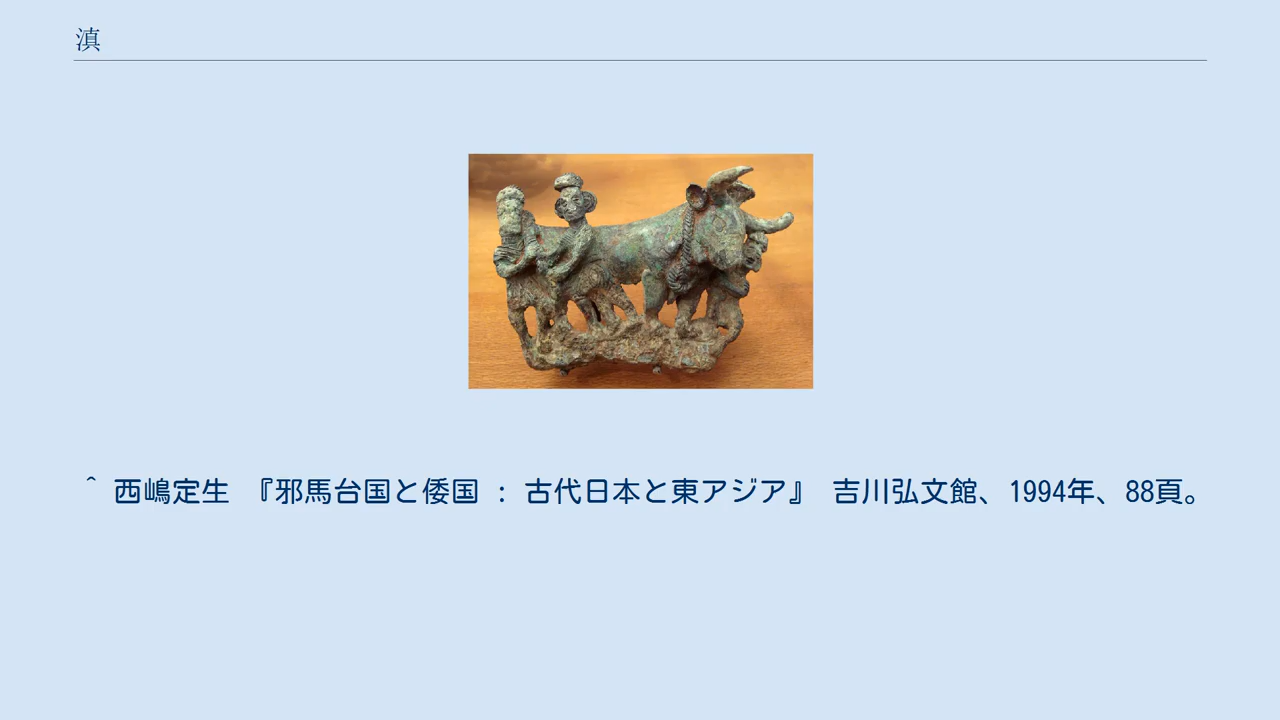 滇
^ 西嶋定生 『邪馬台国と倭国 : 古代日本と東アジア』 吉川弘文館、1994年、88頁。